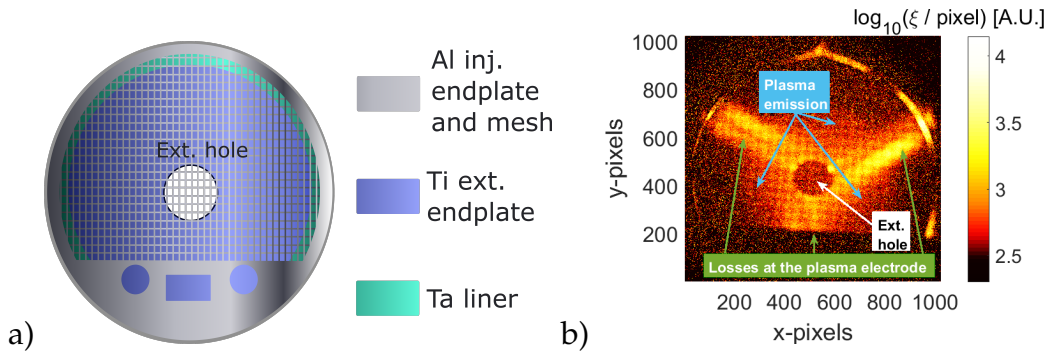 a)
Ext. hole
Al inj.
endplate
and mesh
Ti ext.
endplate
Ta liner
b)
log10(ξ / pixel) [A.U.]
y-pixels
1000
800
600
400
200
Plasma
emission
Ext.
hole
Losses at the plasma electrode
200 400 600 800 1000
x-pixels
4
3.5
3
2.5